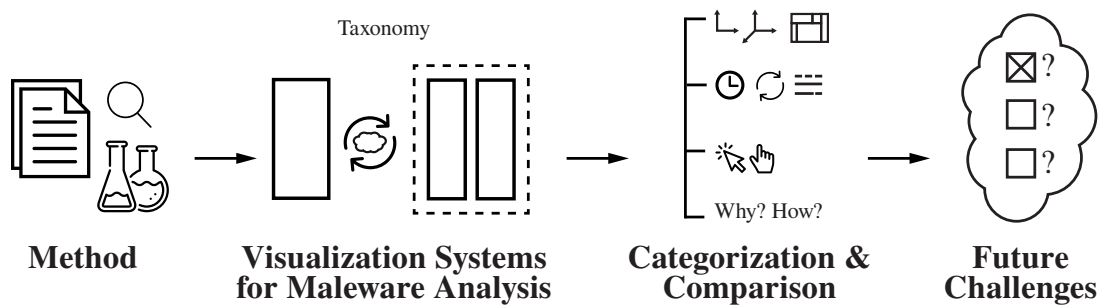 Taxonomy
?
?
?
Why? How?
Method
Visualization Systems
for Maleware Analysis
Categorization &
Comparison
Future
Challenges